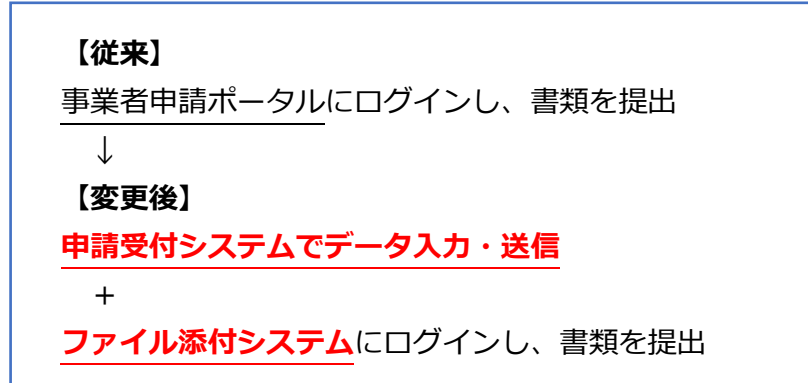 【従来】
事業者申請ポータルにログインし、書類を提出
↓
【変更後】
申請受付システムでデータ入力・送信
＋
ファイル添付システムにログインし、書類を提出